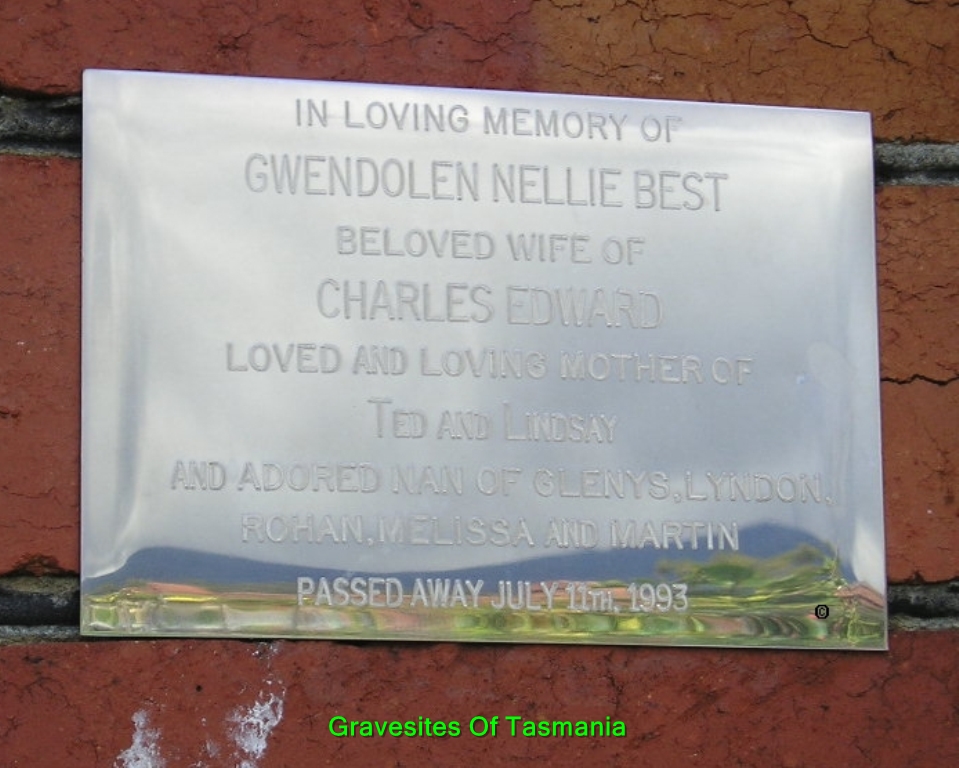 IN LOVING MEMORY OF
GWENDOLEN NELLIE BEST
BELOVED WIFE OF
CHARLES EDWARD
LOVED AND LOVING MOTHER OF
TED AND LINDSAY
AND ADORED NAN OF GLENYS, LYNDON,
ROHAN, MELISSA AND MARTIN
PASSED AWAY JULY 11TH, 1993
©
Gravesites Of Tasmania